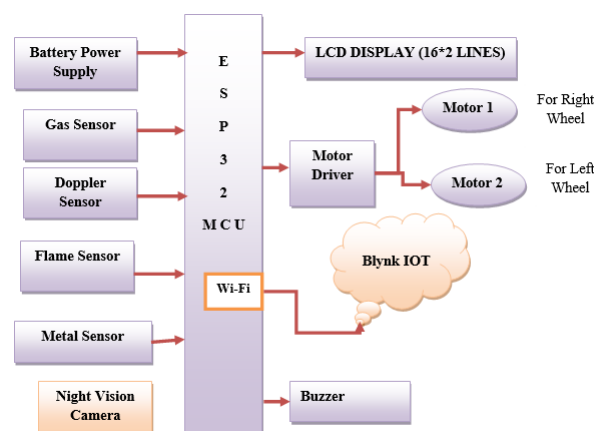 Battery Power
Supply
Gas Sensor
Doppler
Sensor
Flame Sensor
Metal Sensor
Night Vision
Camera
E
S
P
3
2
M C U
Wi-Fi
LCD DISPLAY (16*2 LINES)
Motor
Driver
Motor 1
For Right
Wheel
Motor 2
For Left
Wheel
Blynk IOT
Buzzer